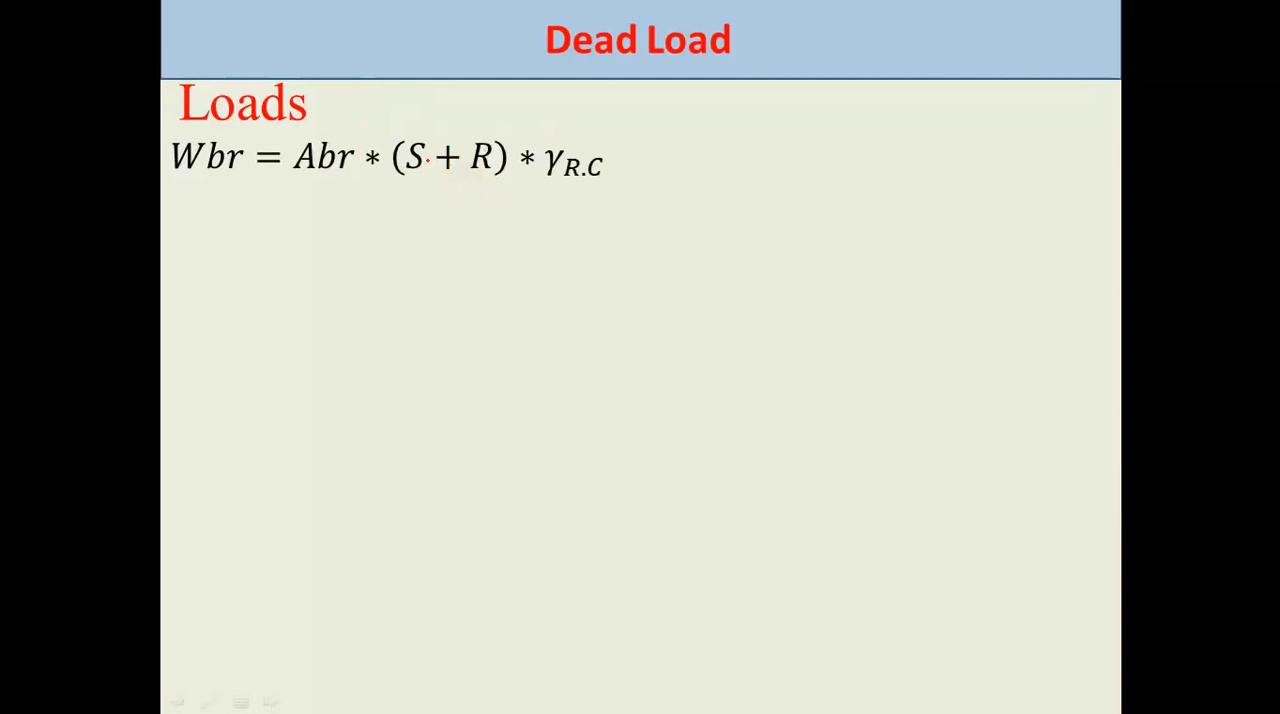 Dead Load
Loads
Wbr = Abr * (S + R) * γR.C